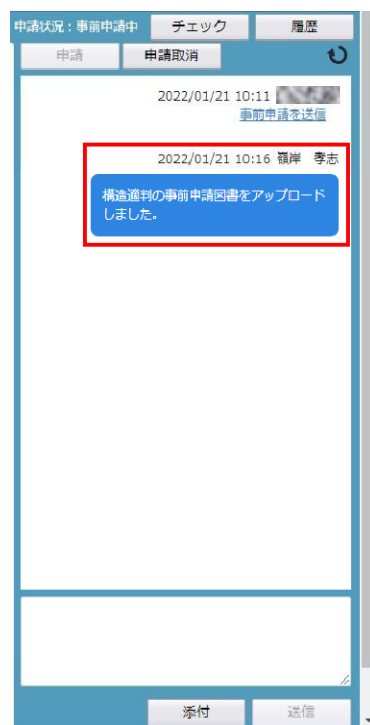 申請状況：事前申請中 チェック 履歴
申請 申請取消
2022/01/21 10:11
事前申請を送信
2022/01/21 10:16 嶺岸 孝志
構造適判の事前申請図書をアップロード
しました。
添付 送信